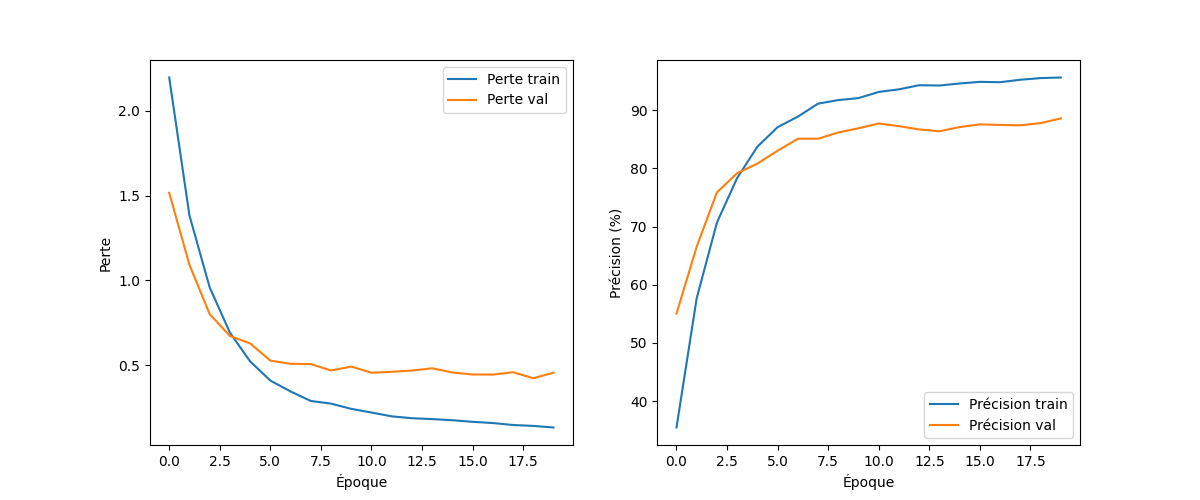 Perte train
Perte val
2.0
1.5
1.0
0.5
Perte
0.0 2.5 5.0 7.5 10.0 12.5 15.0 17.5
Époque
90
80
70
60
50
40
Précision (%)
Précision train
Précision val
0.0 2.5 5.0 7.5 10.0 12.5 15.0 17.5
Époque